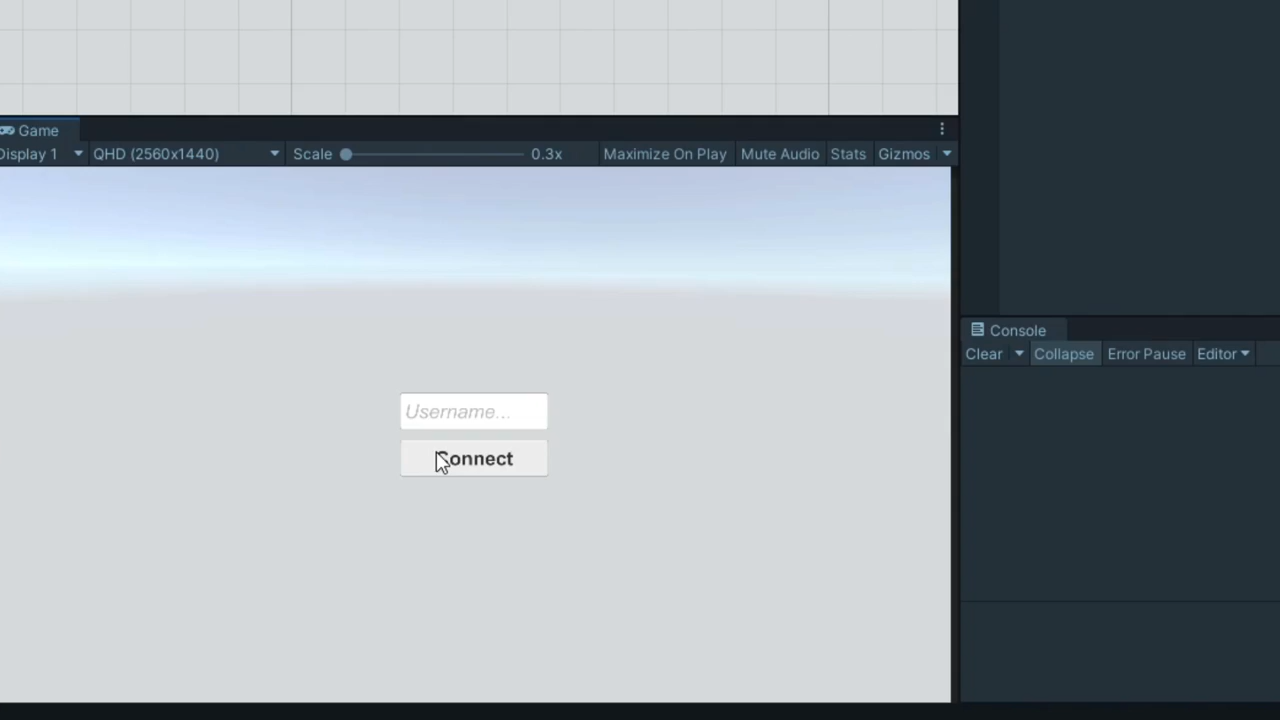 Game
Display 1 QHD (2560x1440) Scale 0.3x Maximize On Play Mute Audio Stats Gizmos
Username...
Connect
Console
Clear Collapse Error Pause Editor